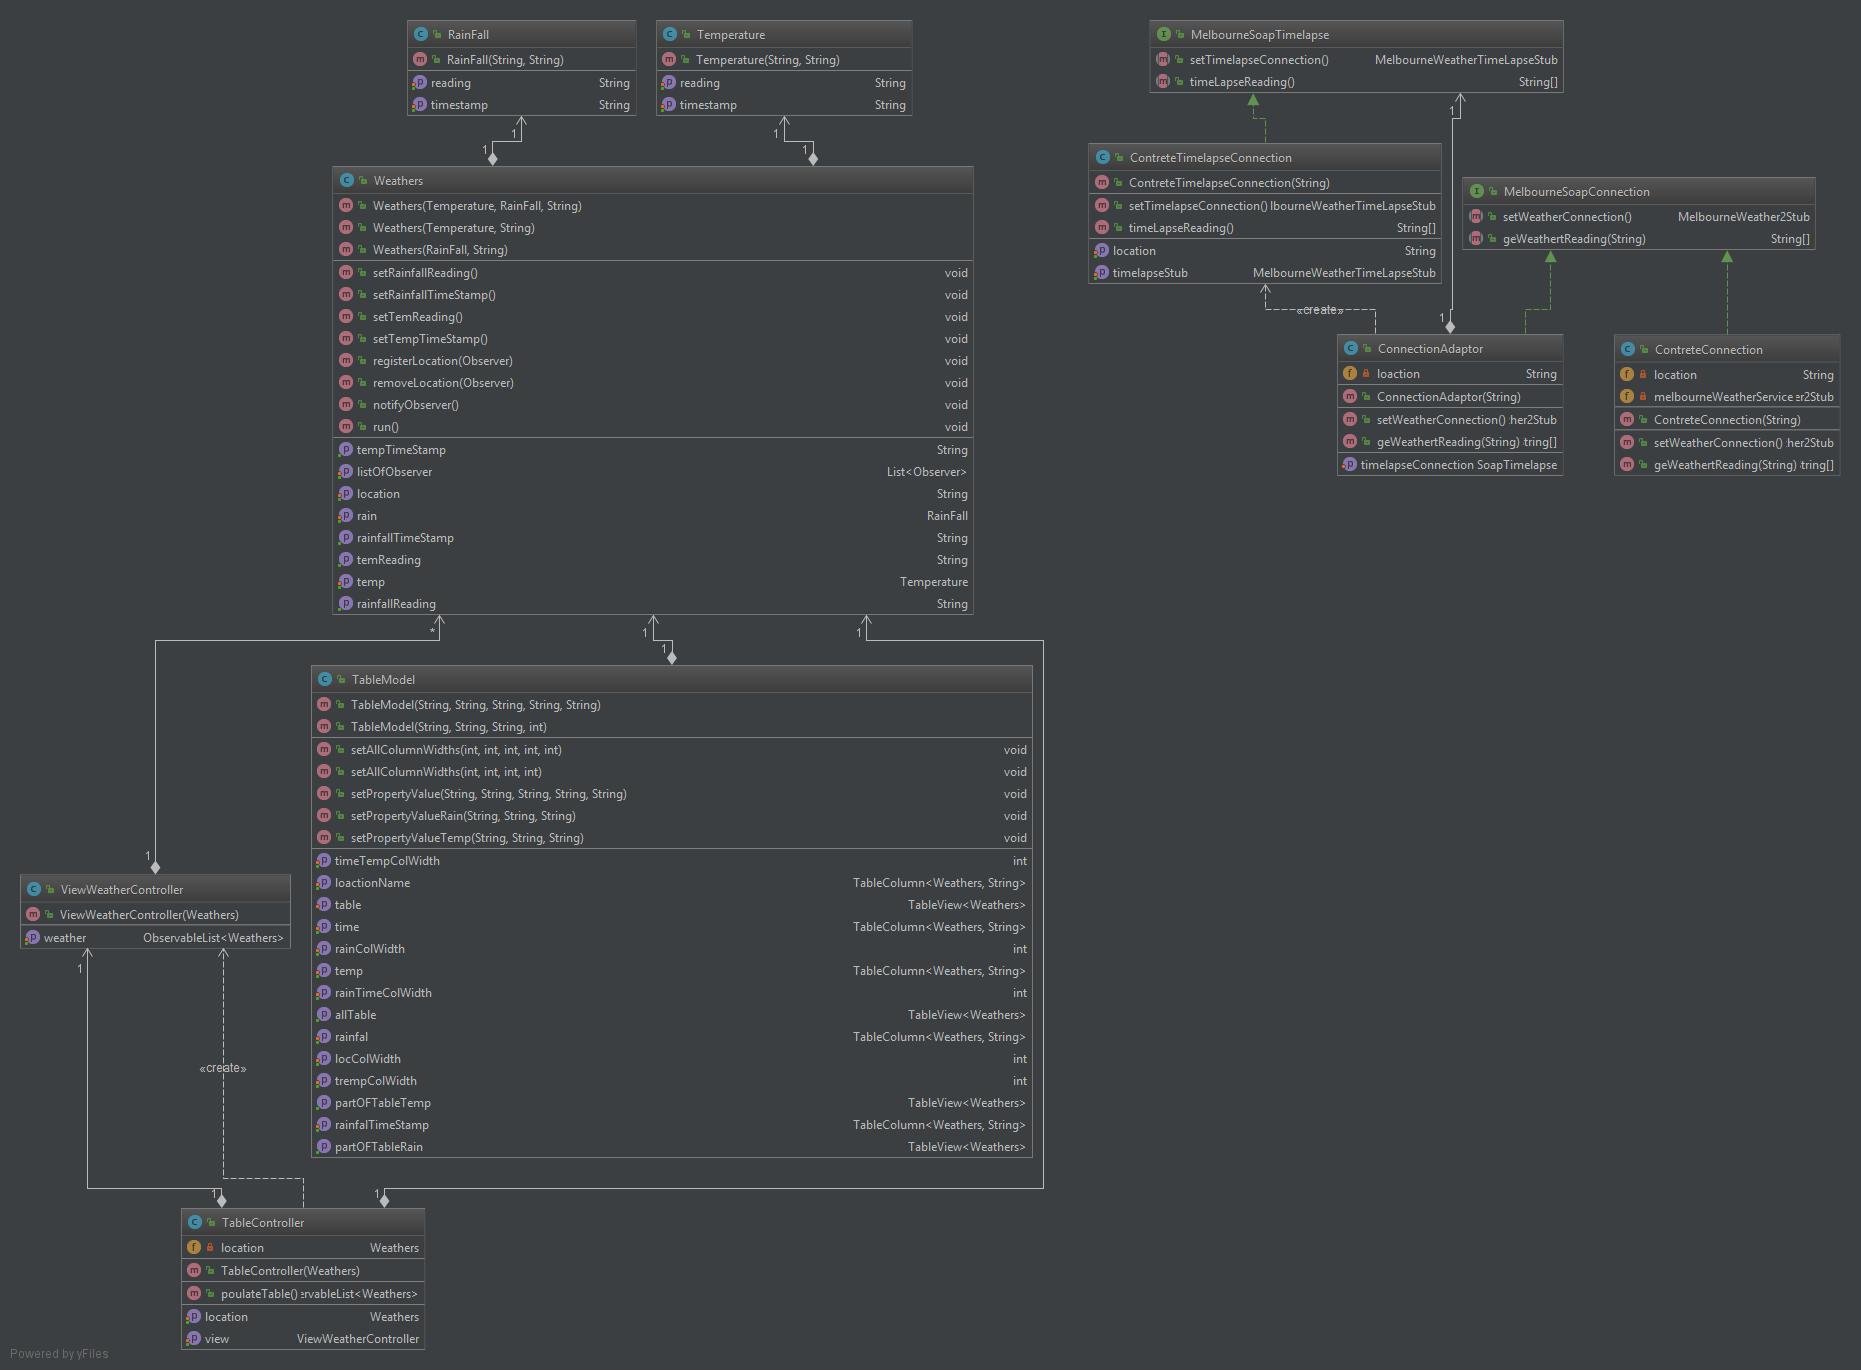 RainFall
RainFall(String, String)
reading String
timestamp String
1
1
Temperature
Temperature(String, String)
reading String
timestamp String
1
1
Weathers
Weathers(Temperature, RainFall, String)
Weathers(Temperature, String)
Weathers(RainFall, String)
setRainfallReading() void
setRainfallTimeStamp() void
setTemReading() void
setTempTimeStamp() void
registerLocation(Observer) void
removeLocation(Observer) void
notifyObserver() void
run() void
tempTimeStamp String
listOfObserver List<Observer>
location String
rain RainFall
rainfallTimeStamp String
temReading String
temp Temperature
rainfallReading String
*
1
1
1
1
TableModel
TableModel(String, String, String, String, String)
TableModel(String, String, String, int)
setAllColumnWidths(int, int, int, int, int) void
setAllColumnWidths(int, int, int, int) void
setPropertyValue(String, String, String, String, String) void
setPropertyValueRain(String, String, String) void
setPropertyValueTemp(String, String, String) void
timeTempColWidth int
loactionName TableColumn<Weathers, String>
table TableView<Weathers>
time TableColumn<Weathers, String>
rainColWidth int
temp TableColumn<Weathers, String>
rainTimeColWidth int
allTable TableView<Weathers>
rainfal TableColumn<Weathers, String>
locColWidth int
trempColWidth int
partOFTableTemp TableView<Weathers>
rainfalTimeStamp TableColumn<Weathers, String>
partOFTableRain TableView<Weathers>
ViewWeatherController
ViewWeatherController(Weathers)
weather ObservableList<Weathers>
1
«create»
1
1
TableController
location Weathers
TableController(Weathers)
poulateTable() :rvableList<Weathers>
location Weathers
view ViewWeatherController
MelbourneSoapTimelapse
setTimelapseConnection() MelbourneWeatherTimeLapseStub
timeLapseReading() String[]
1
ContreteTimelapseConnection
ContreteTimelapseConnection(String)
setTimelapseConnection() lbourneWeatherTimeLapseStub
timeLapseReading() String[]
location String
timelapseStub MelbourneWeatherTimeLapseStub
MelbourneSoapConnection
setWeatherConnection() MelbourneWeather2Stub
geWeathertReading(String) String[]
«create»
1
ConnectionAdaptor
loaction String
ConnectionAdaptor(String)
setWeatherConnection() :her2Stub
geWeathertReading(String) :tring[]
timelapseConnection SoapTimelapse
ContreteConnection
location String
melbourneWeatherService er2Stub
ContreteConnection(String)
setWeatherConnection() :her2Stub
geWeathertReading(String) :tring[]
Powered by yFiles